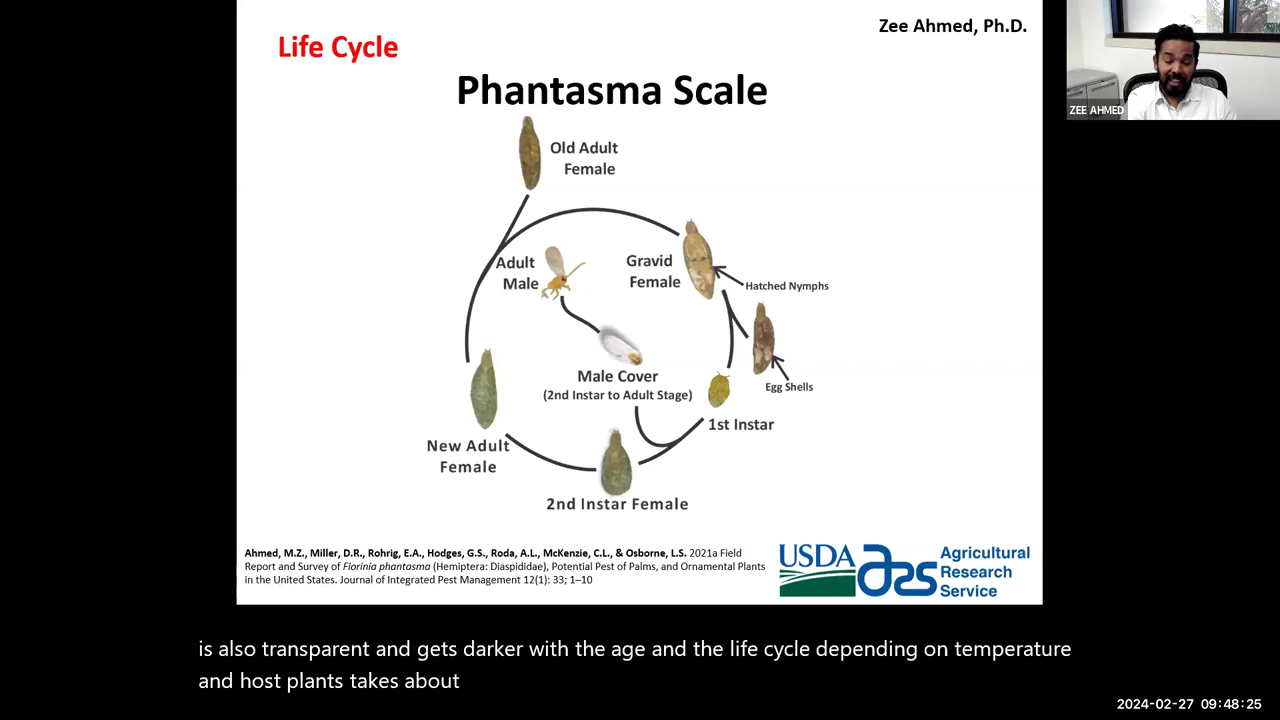 Zee Ahmed, Ph.D.
Life Cycle
Phantasma Scale
Old Adult
Female
Adult
Male
Gravid
Female
Hatched Nymphs
Egg Shells
Male Cover
(2nd Instar to Adult Stage)
1st Instar
New Adult
Female
2nd Instar Female
Ahmed, M.Z., Miller, D.R., Rohrig, E.A., Hodges, G.S., Roda, A.L., McKenzie, C.L., & Osborne, L.S. 2021a Field
Report and Survey of Fiorinia phantasma (Hemiptera: Diaspididae), Potential Pest of Palms, and Ornamental Plants
in the United States. Journal of Integrated Pest Management 12(1): 33; 1–10
USDA
ars
Agricultural
Research
Service
ZEE AHMED
is also transparent and gets darker with the age and the life cycle depending on temperature
and host plants takes about
2024-02-27 09:48:25